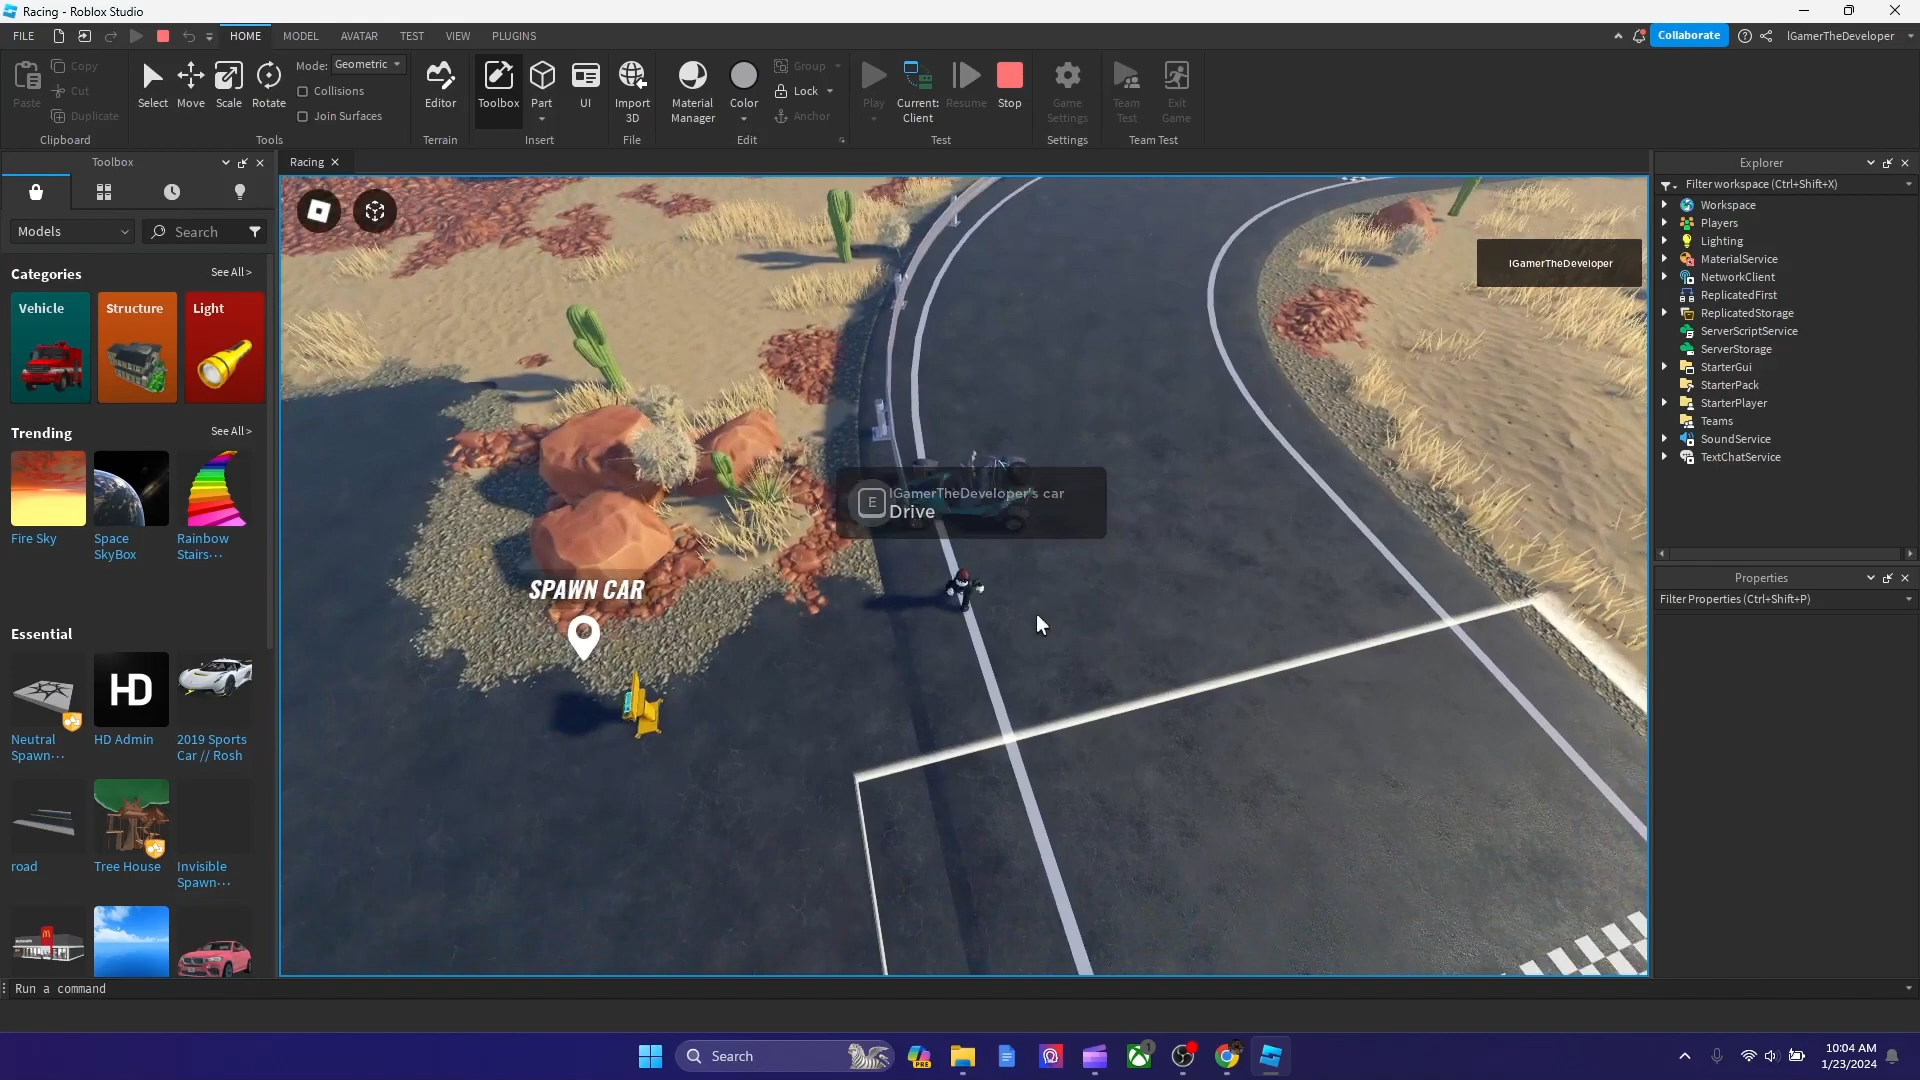 Racing - Roblox Studio
FILE
HOME
MODEL
AVATAR
TEST
VIEW
PLUGINS
Collaborate
IGamerTheDeveloper
Paste
Copy
Cut
Duplicate
Clipboard
Select
Move
Scale
Rotate
Mode:
Geometric
Collisions
Join Surfaces
Tools
Editor
Terrain
Toolbox
Part
UI
Insert
Import
3D
File
Material
Manager
Color
Group
Lock
Anchor
Edit
Play
Current:
Client
Resume
Stop
Test
Game
Settings
Settings
Team
Test
Exit
Game
Team Test
Toolbox
Models
Search
Categories
See All >
Vehicle
Structure
Light
Trending
See All >
Fire Sky
Space
SkyBox
Rainbow
Stairs...
Essential
HD
Neutral
Spawn...
HD Admin
2019 Sports
Car // Rosh
road
Tree House
Invisible
Spawn...
Racing
IGamerTheDeveloper
E
IGamerTheDeveloper's car
Drive
SPAWN CAR
Explorer
Filter workspace (Ctrl+Shift+X)
Workspace
Players
Lighting
MaterialService
NetworkClient
ReplicatedFirst
ReplicatedStorage
ServerScriptService
ServerStorage
StarterGui
StarterPack
StarterPlayer
Teams
SoundService
TextChatService
Properties
Filter Properties (Ctrl+Shift+P)
Run a command
Search
PRE
1
10:04 AM
1/23/2024